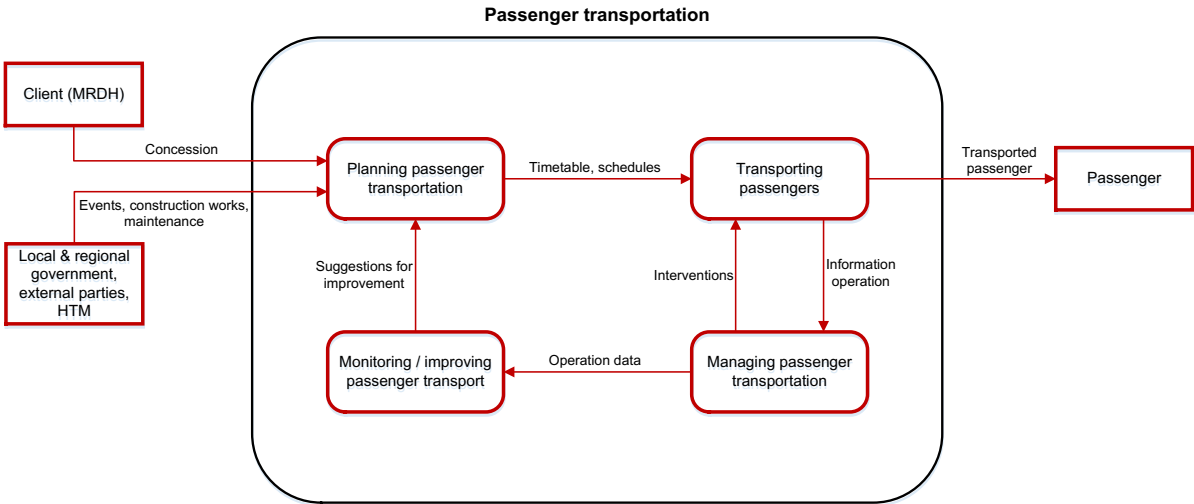 Passenger transportation
Client (MRDH)
Concession
Planning passenger
transportation
Timetable, schedules
Transporting
passengers
Transported
passenger
Passenger
Events, construction works,
maintenance
Local & regional
government,
external parties,
HTM
Suggestions for
improvement
Interventions
Information
operation
Monitoring / improving
passenger transport
Operation data
Managing passenger
transportation